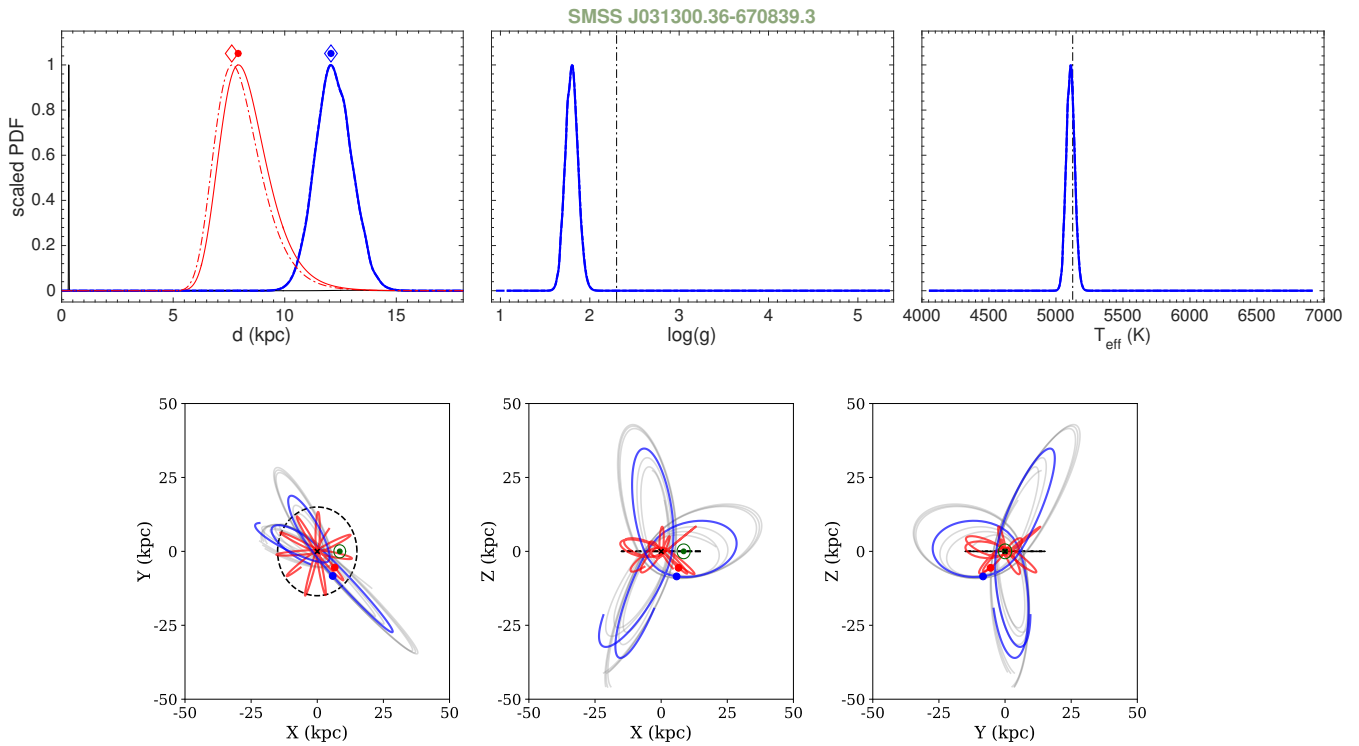 SMSS J031300.36-670839.3
scaled PDF
1
0.8
0.6
0.4
0.2
0
0 5 10 15
d (kpc)
1 2 3 4 5
log(g)
4000 4500 5000 5500 6000 6500 7000
T_eff (K)
50
25
0
-25
-50
Y (kpc)
-50 -25 0 25 50
X (kpc)
50
25
0
-25
-50
Z (kpc)
-50 -25 0 25 50
X (kpc)
50
25
0
-25
-50
Z (kpc)
-50 -25 0 25 50
Y (kpc)